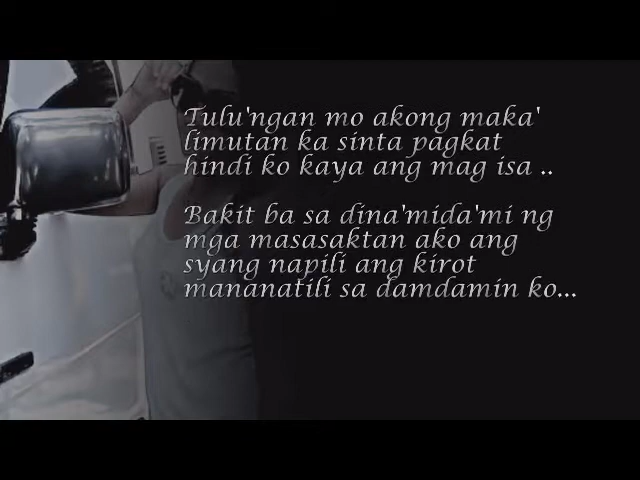 Tulu'ngan mo akong maka'
limutan ka sinta pagkat
hindi ko kaya ang mag isa ..
Bakit ba sa dina'mida'mi ng
mga masasaktan ako ang
syang napili ang kirot
mananatili sa damdamin ko...